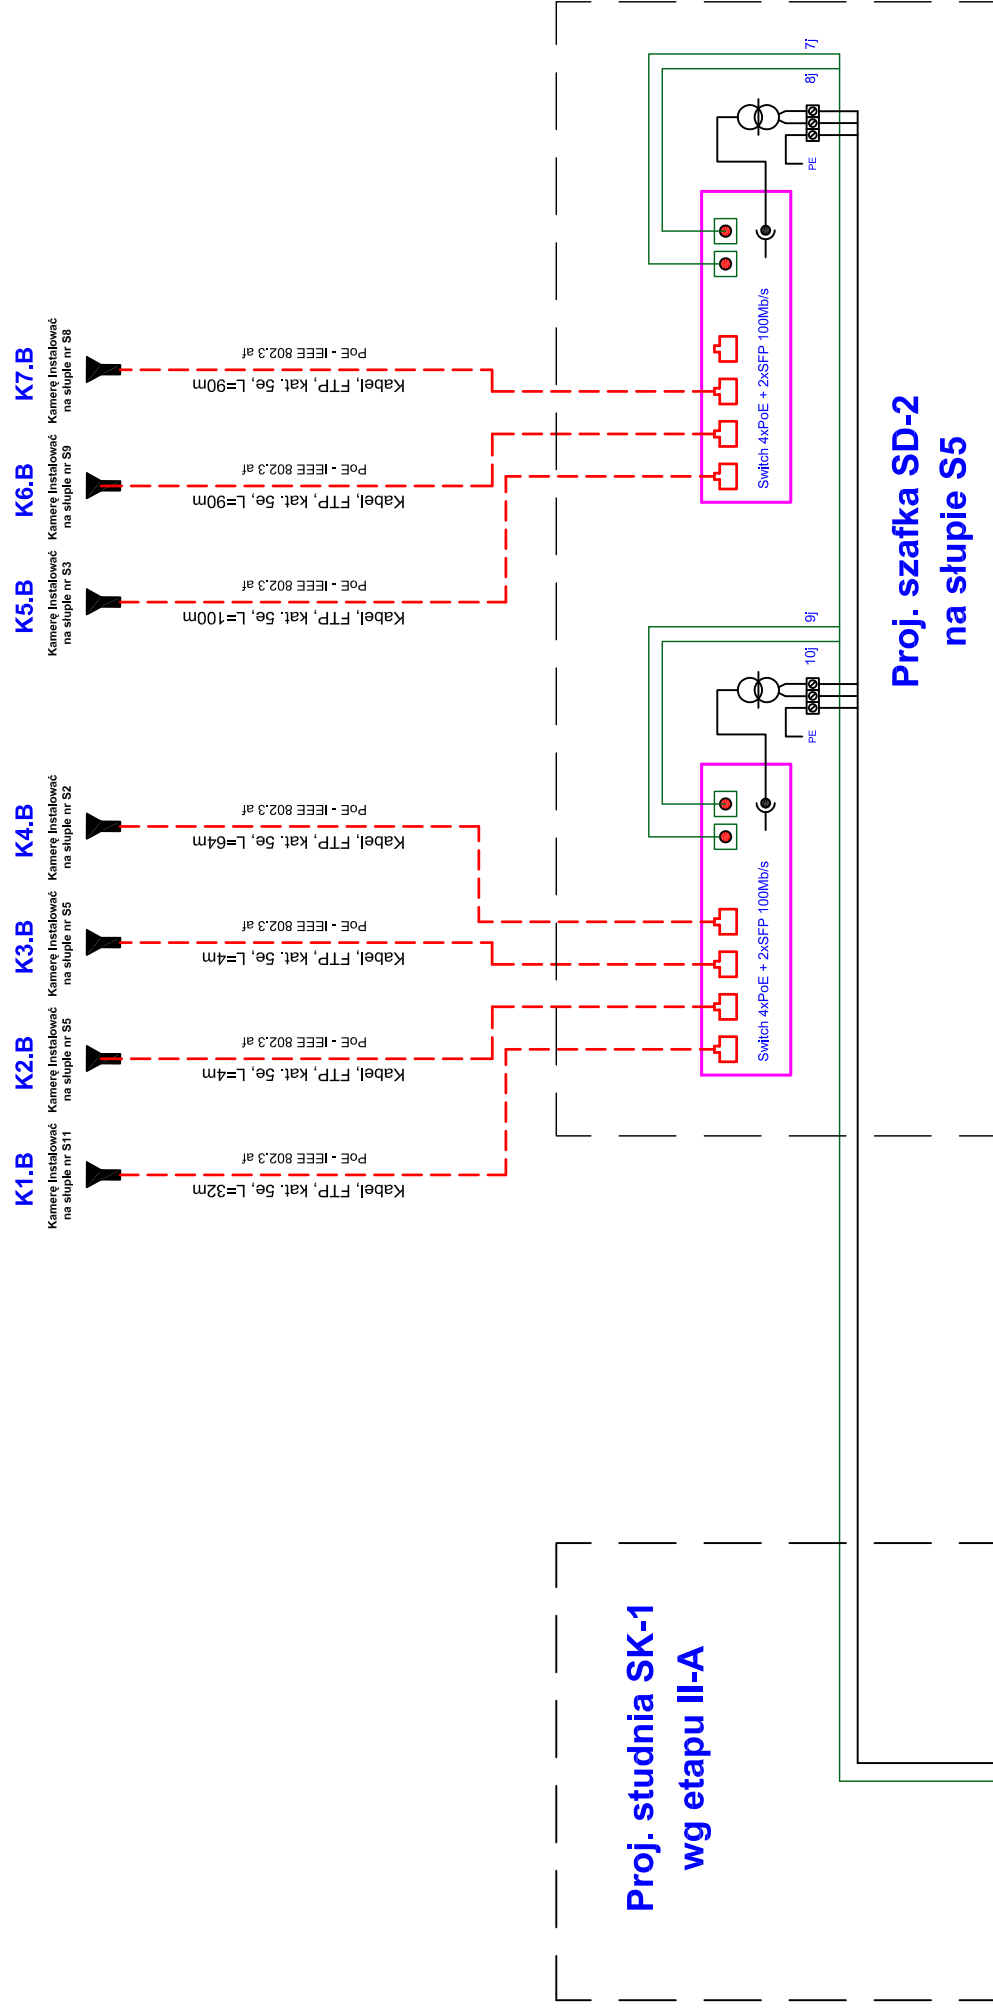 K1.B
Kamerę Instalować
na słupie nr S11
K2.B
Kamerę Instalować
na słupie nr S5
K3.B
Kamerę Instalować
na słupie nr S5
K4.B
Kamerę Instalować
na słupie nr S2
K5.B
Kamerę Instalować
na słupie nr S3
K6.B
Kamerę Instalować
na słupie nr S9
K7.B
Kamerę Instalować
na słupie nr S8
Kabel, FTP, kat. 5e, L=32m
PoE - IEEE 802.3 af
Kabel, FTP, kat. 5e, L=4m
PoE - IEEE 802.3 af
Kabel, FTP, kat. 5e, L=4m
PoE - IEEE 802.3 af
Kabel, FTP, kat. 5e, L=64m
PoE - IEEE 802.3 af
Kabel, FTP, kat. 5e, L=100m
PoE - IEEE 802.3 af
Kabel, FTP, kat. 5e, L=90m
PoE - IEEE 802.3 af
Kabel, FTP, kat. 5e, L=90m
PoE - IEEE 802.3 af
Switch 4xPoE + 2xSFP 100Mb/s
PE
10j
9j
Switch 4xPoE + 2xSFP 100Mb/s
PE
8j
7j
Proj. szafka SD-2
na słupie S5
Proj. studnia SK-1
wg etapu II-A